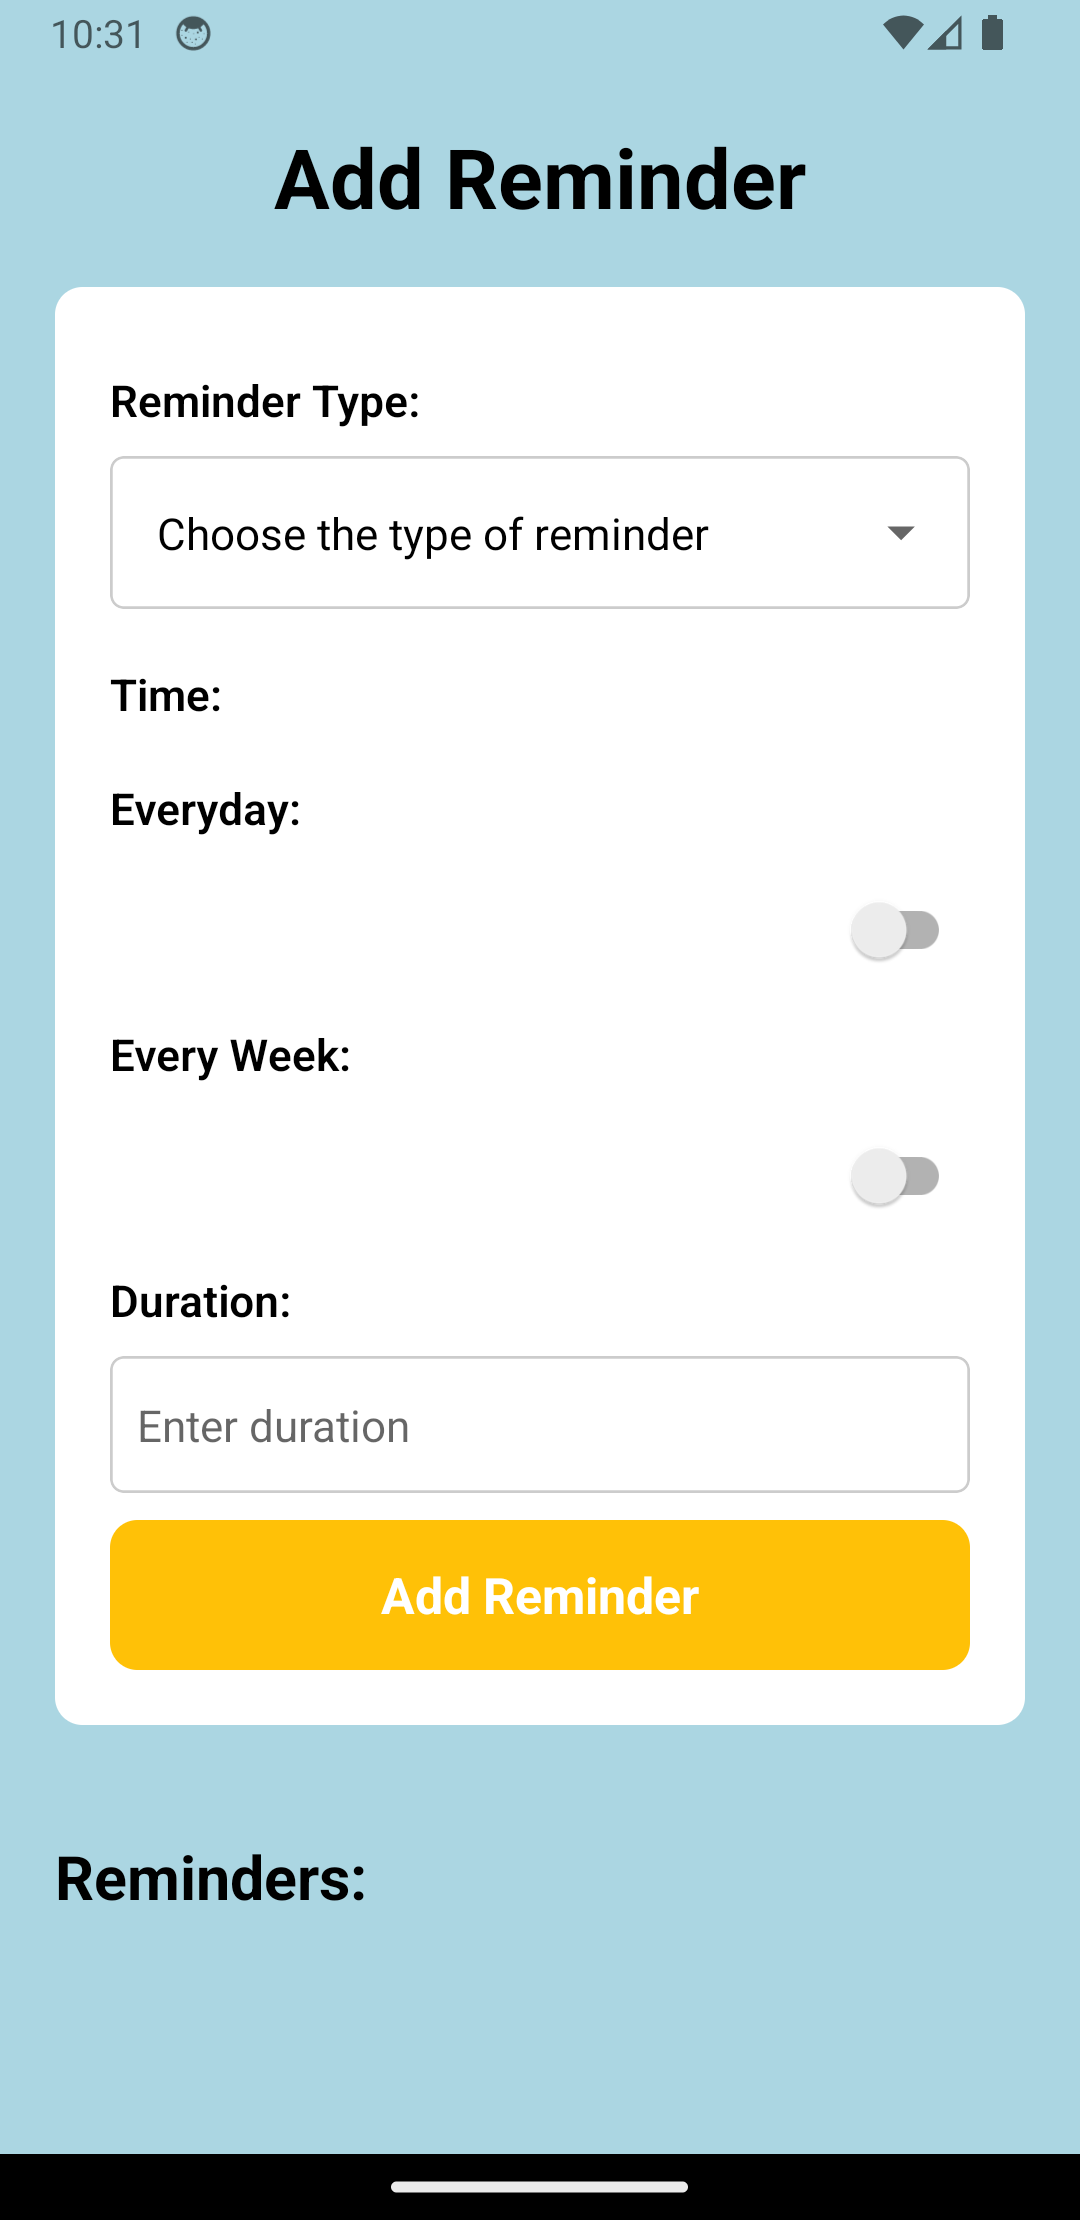 10:31
Add Reminder
Reminder Type:
Choose the type of reminder
Time:
Everyday:
Every Week:
Duration:
Enter duration
Add Reminder
Reminders: